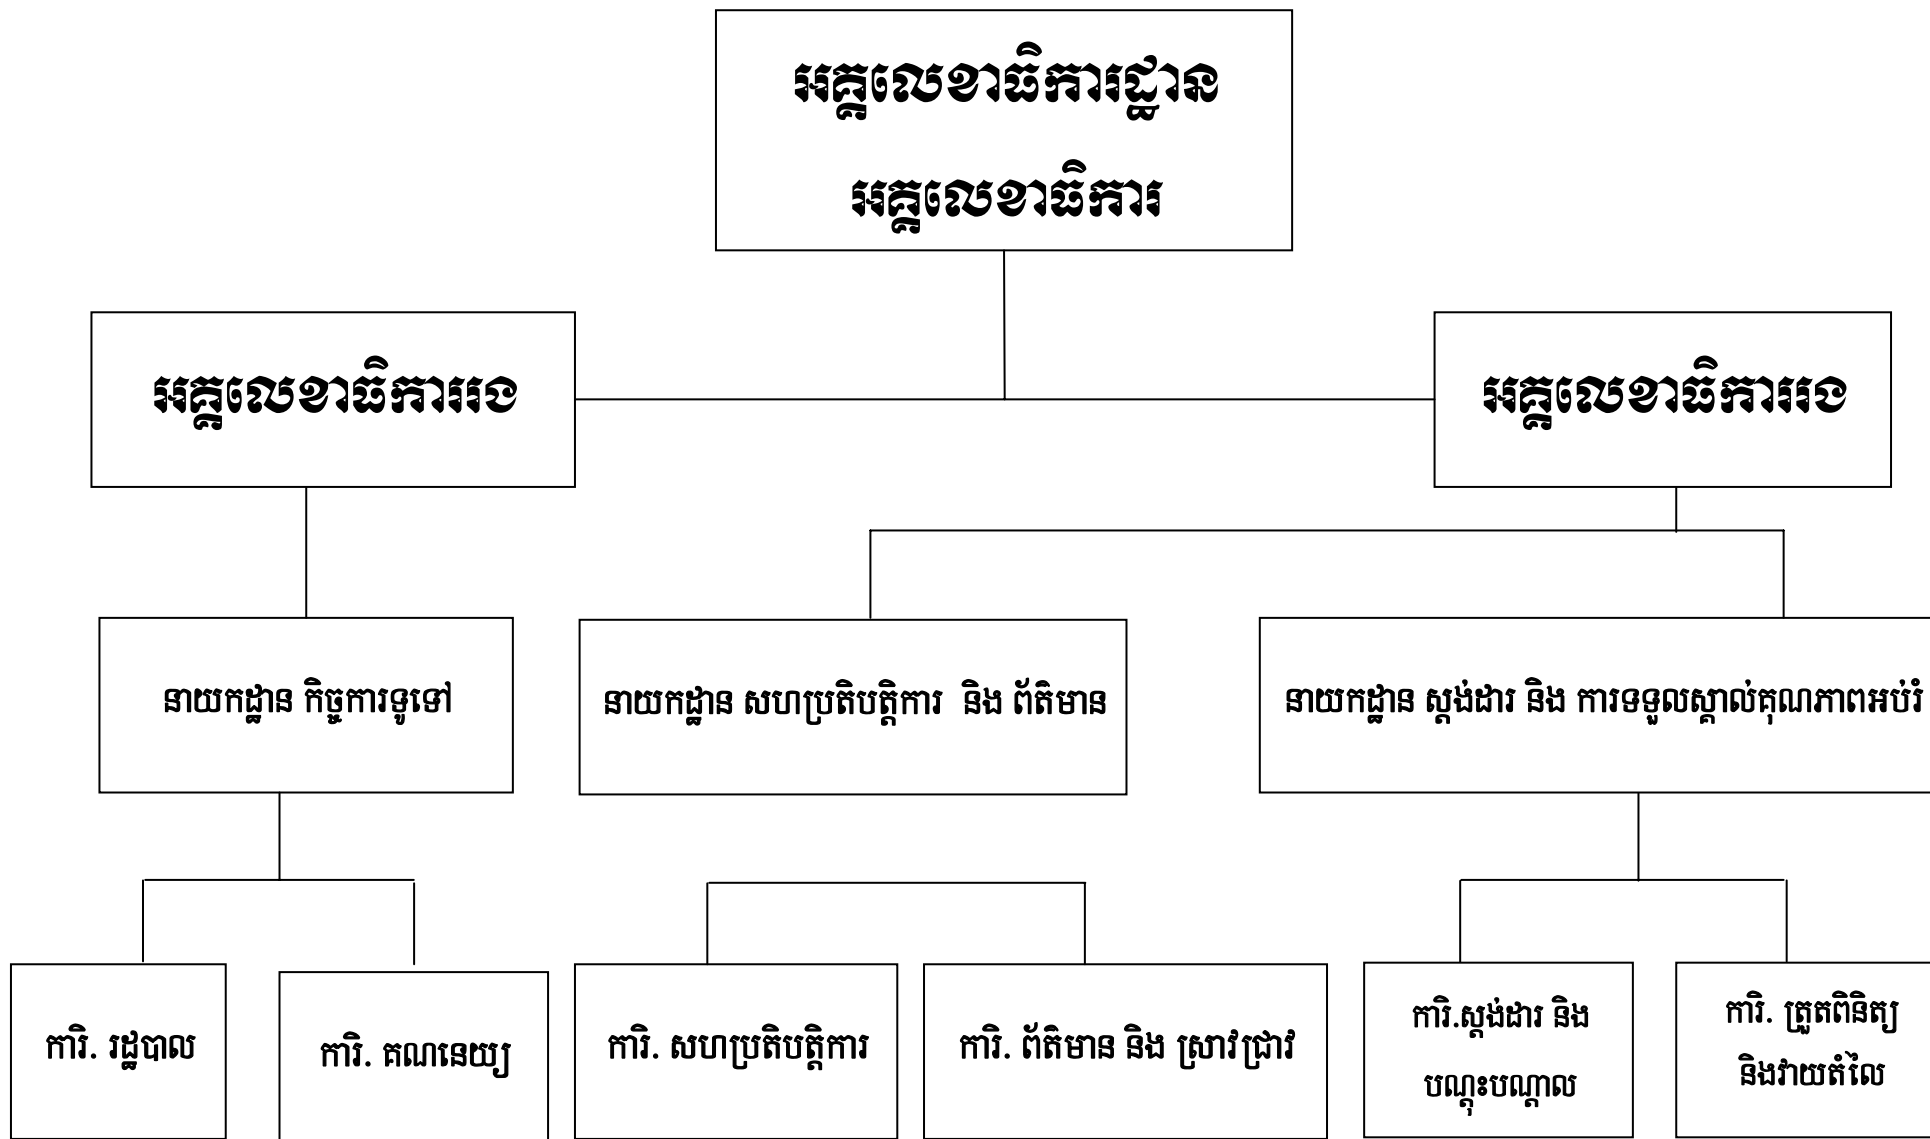 អគ្គលេខាធិការដ្ឋាន
អគ្គលេខាធិការ
អគ្គលេខាធិការរង
អគ្គលេខាធិការរង
នាយកដ្ឋាន កិច្ចការទូទៅ
នាយកដ្ឋាន សហប្រតិបត្តិការ និង ព័ត៌មាន
នាយកដ្ឋាន ស្តង់ដារ និង ការទទួលស្គាល់គុណភាពអប់រំ
ការិ. រដ្ឋបាល
ការិ. គណនេយ្យ
ការិ. សហប្រតិបត្តិការ
ការិ. ព័ត៌មាន និង ស្រាវជ្រាវ
ការិ.ស្តង់ដារ និង
បណ្តុះបណ្តាល
ការិ. ត្រួតពិនិត្យ
និងវាយតំលៃ